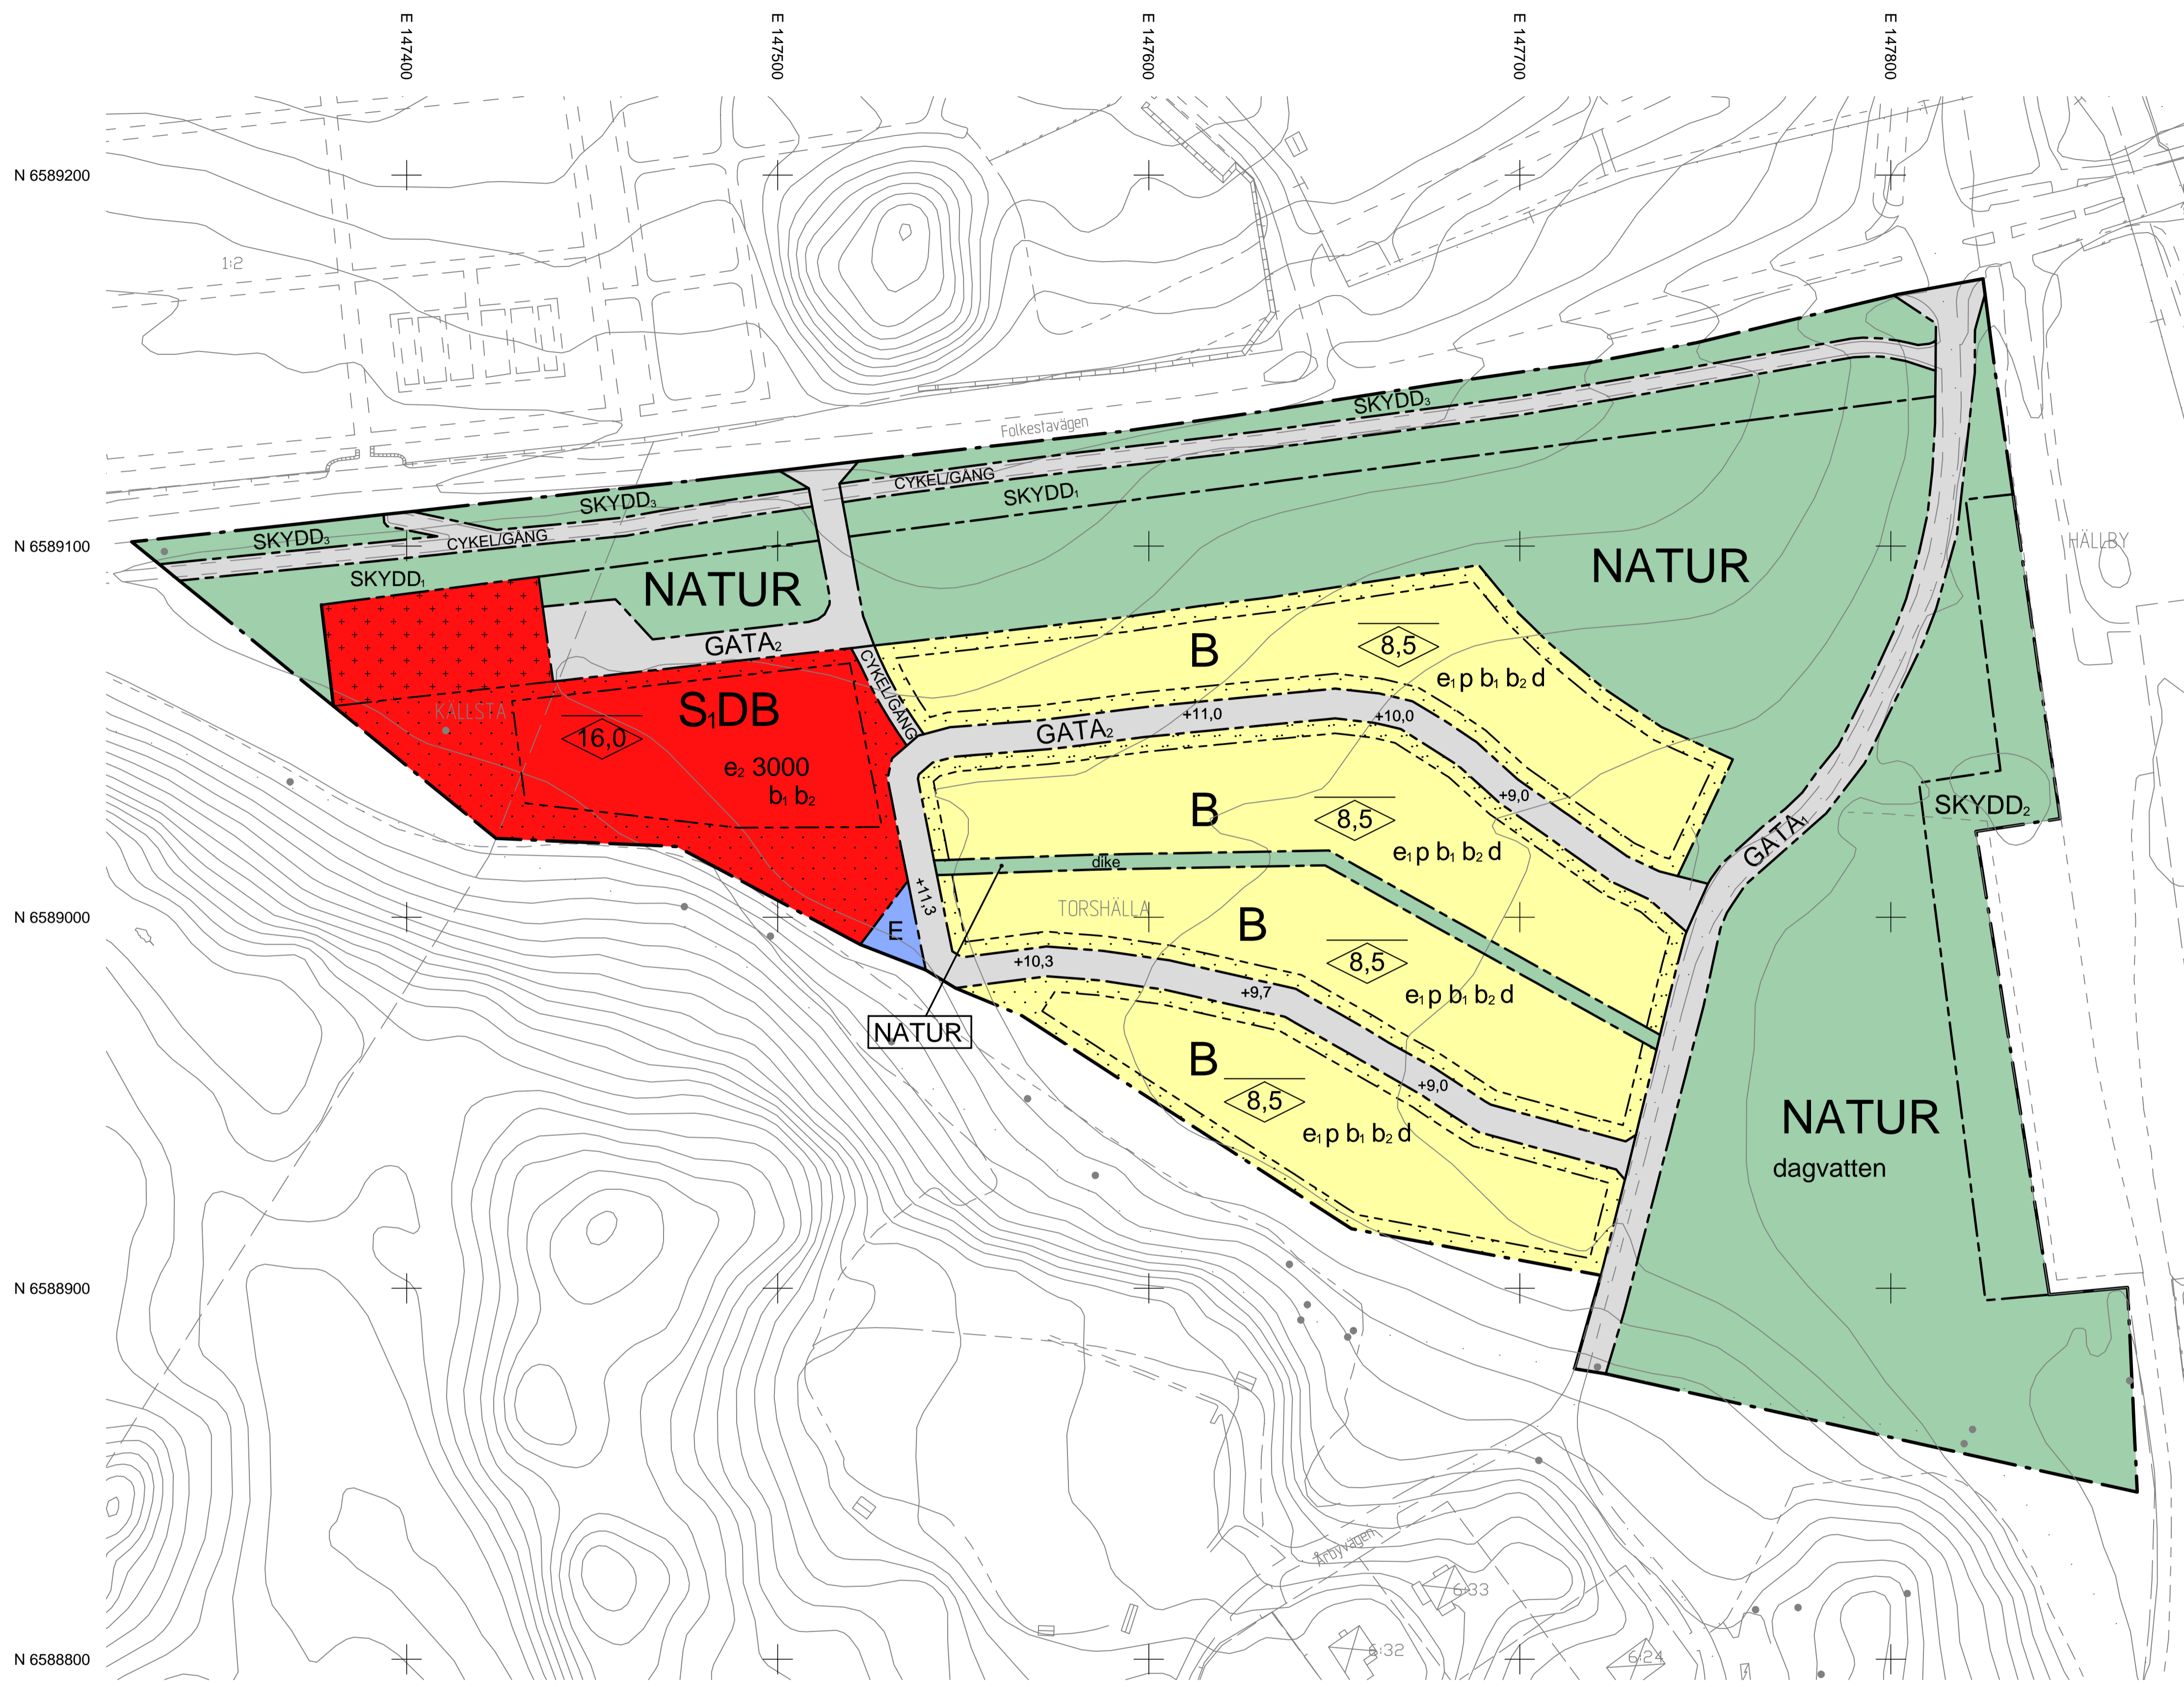 E 147400
E 147500
E 147600
E 147700
E 147800
N 6589200
1:2
Folkestavägen
SKYDD₃
CYKEL/GÅNG
SKYDD₁
SKYDD₃
SKYDD₃
CYKEL/GÅNG
N 6589100
HÄLLBY
NATUR
SKYDD₁
NATUR
GATA₂
CYKEL/GÅNG
B
8,5
e₁ p b₁ b₂ d
KÄLLSTA
S₁DB
16,0
e₂ 3000
b₁ b₂
GATA₂
+11,0
+10,0
+9,0
B
8,5
e₁ p b₁ b₂ d
SKYDD₂
GATA₁
dike
+11,3
N 6589000
TORSHÄLLA
E
B
8,5
e₁ p b₁ b₂ d
+10,3
+9,7
NATUR
B
8,5
e₁ p b₁ b₂ d
+9,0
NATUR
dagvatten
N 6588900
Årbyvägen
6:33
6:32
6:24
N 6588800